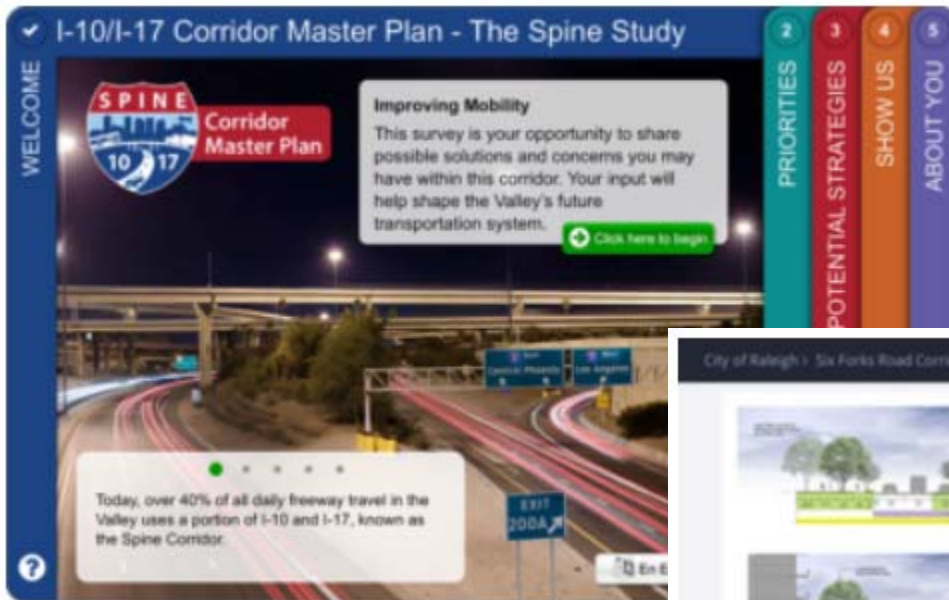 I-10/I-17 Corridor Master Plan - The Spine Study
WELCOME
SPINE
10 17
Corridor
Master Plan
Improving Mobility
This survey is your opportunity to share
possible solutions and concerns you may
have within this corridor. Your input will
help shape the Valley's future
transportation system.
Click here to begin
2
PRIORITIES
3
POTENTIAL STRATEGIES
4
SHOW US
5
ABOUT YOU
Central Phoenix
Los Angeles
EXIT
200A
Today, over 40% of all daily freeway travel in the
Valley uses a portion of I-10 and I-17, known as
the Spine Corridor.
?
En E
City of Raleigh › Six Forks Road Corri